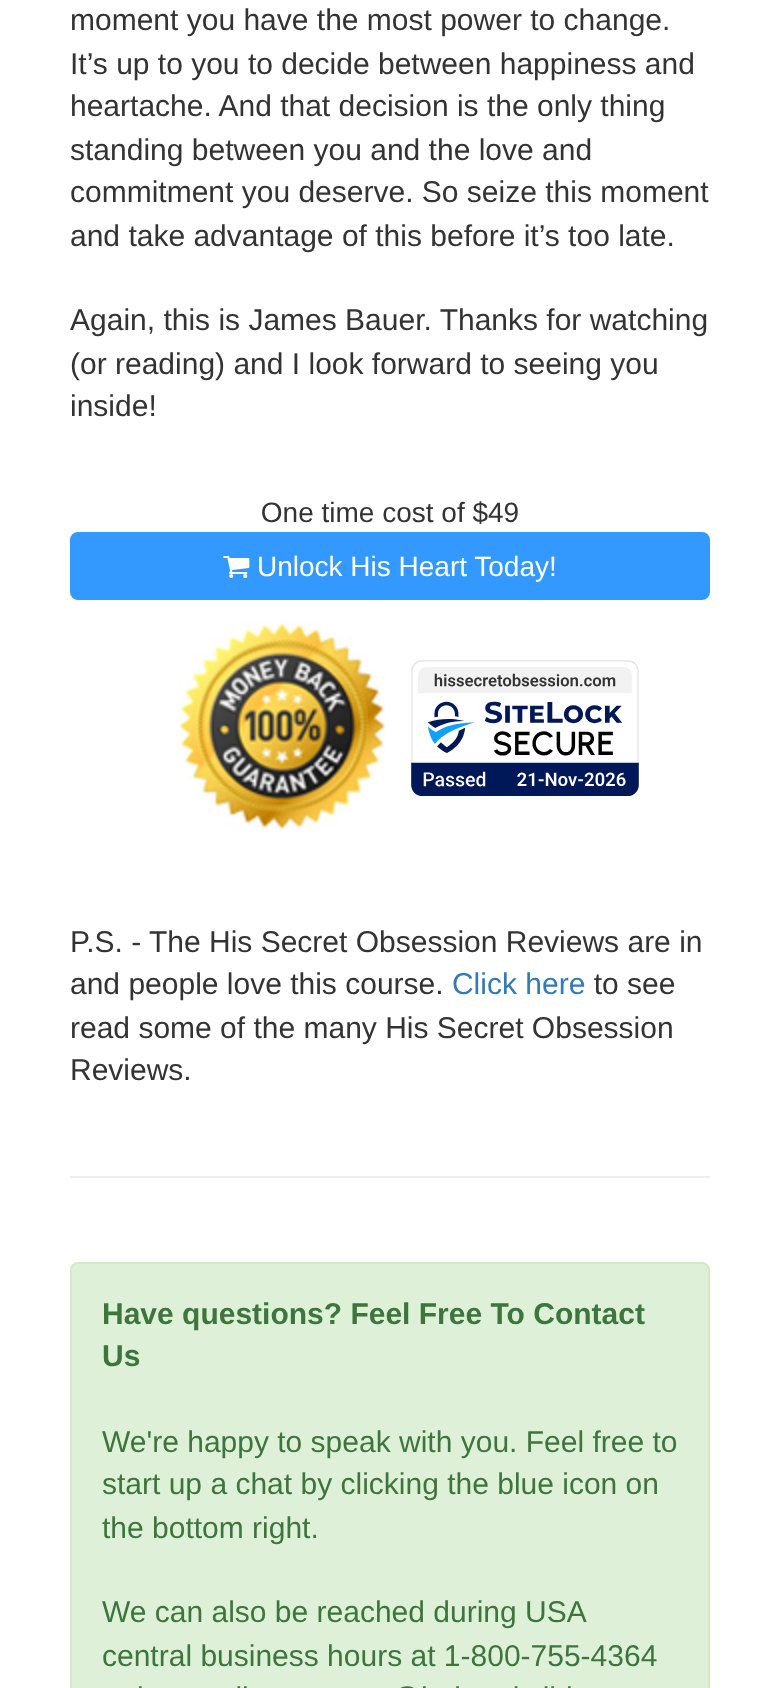 moment you have the most power to change.
It’s up to you to decide between happiness and
heartache. And that decision is the only thing
standing between you and the love and
commitment you deserve. So seize this moment
and take advantage of this before it’s too late.
Again, this is James Bauer. Thanks for watching
(or reading) and I look forward to seeing you
inside!
One time cost of $49
Unlock His Heart Today!
MONEY BACK
100%
GUARANTEE
hissecretobsession.com
SITELOCK
SECURE
Passed 21-Nov-2026
P.S. - The His Secret Obsession Reviews are in
and people love this course. Click here to see
read some of the many His Secret Obsession
Reviews.
Have questions? Feel Free To Contact
Us
We're happy to speak with you. Feel free to
start up a chat by clicking the blue icon on
the bottom right.
We can also be reached during USA
central business hours at 1-800-755-4364